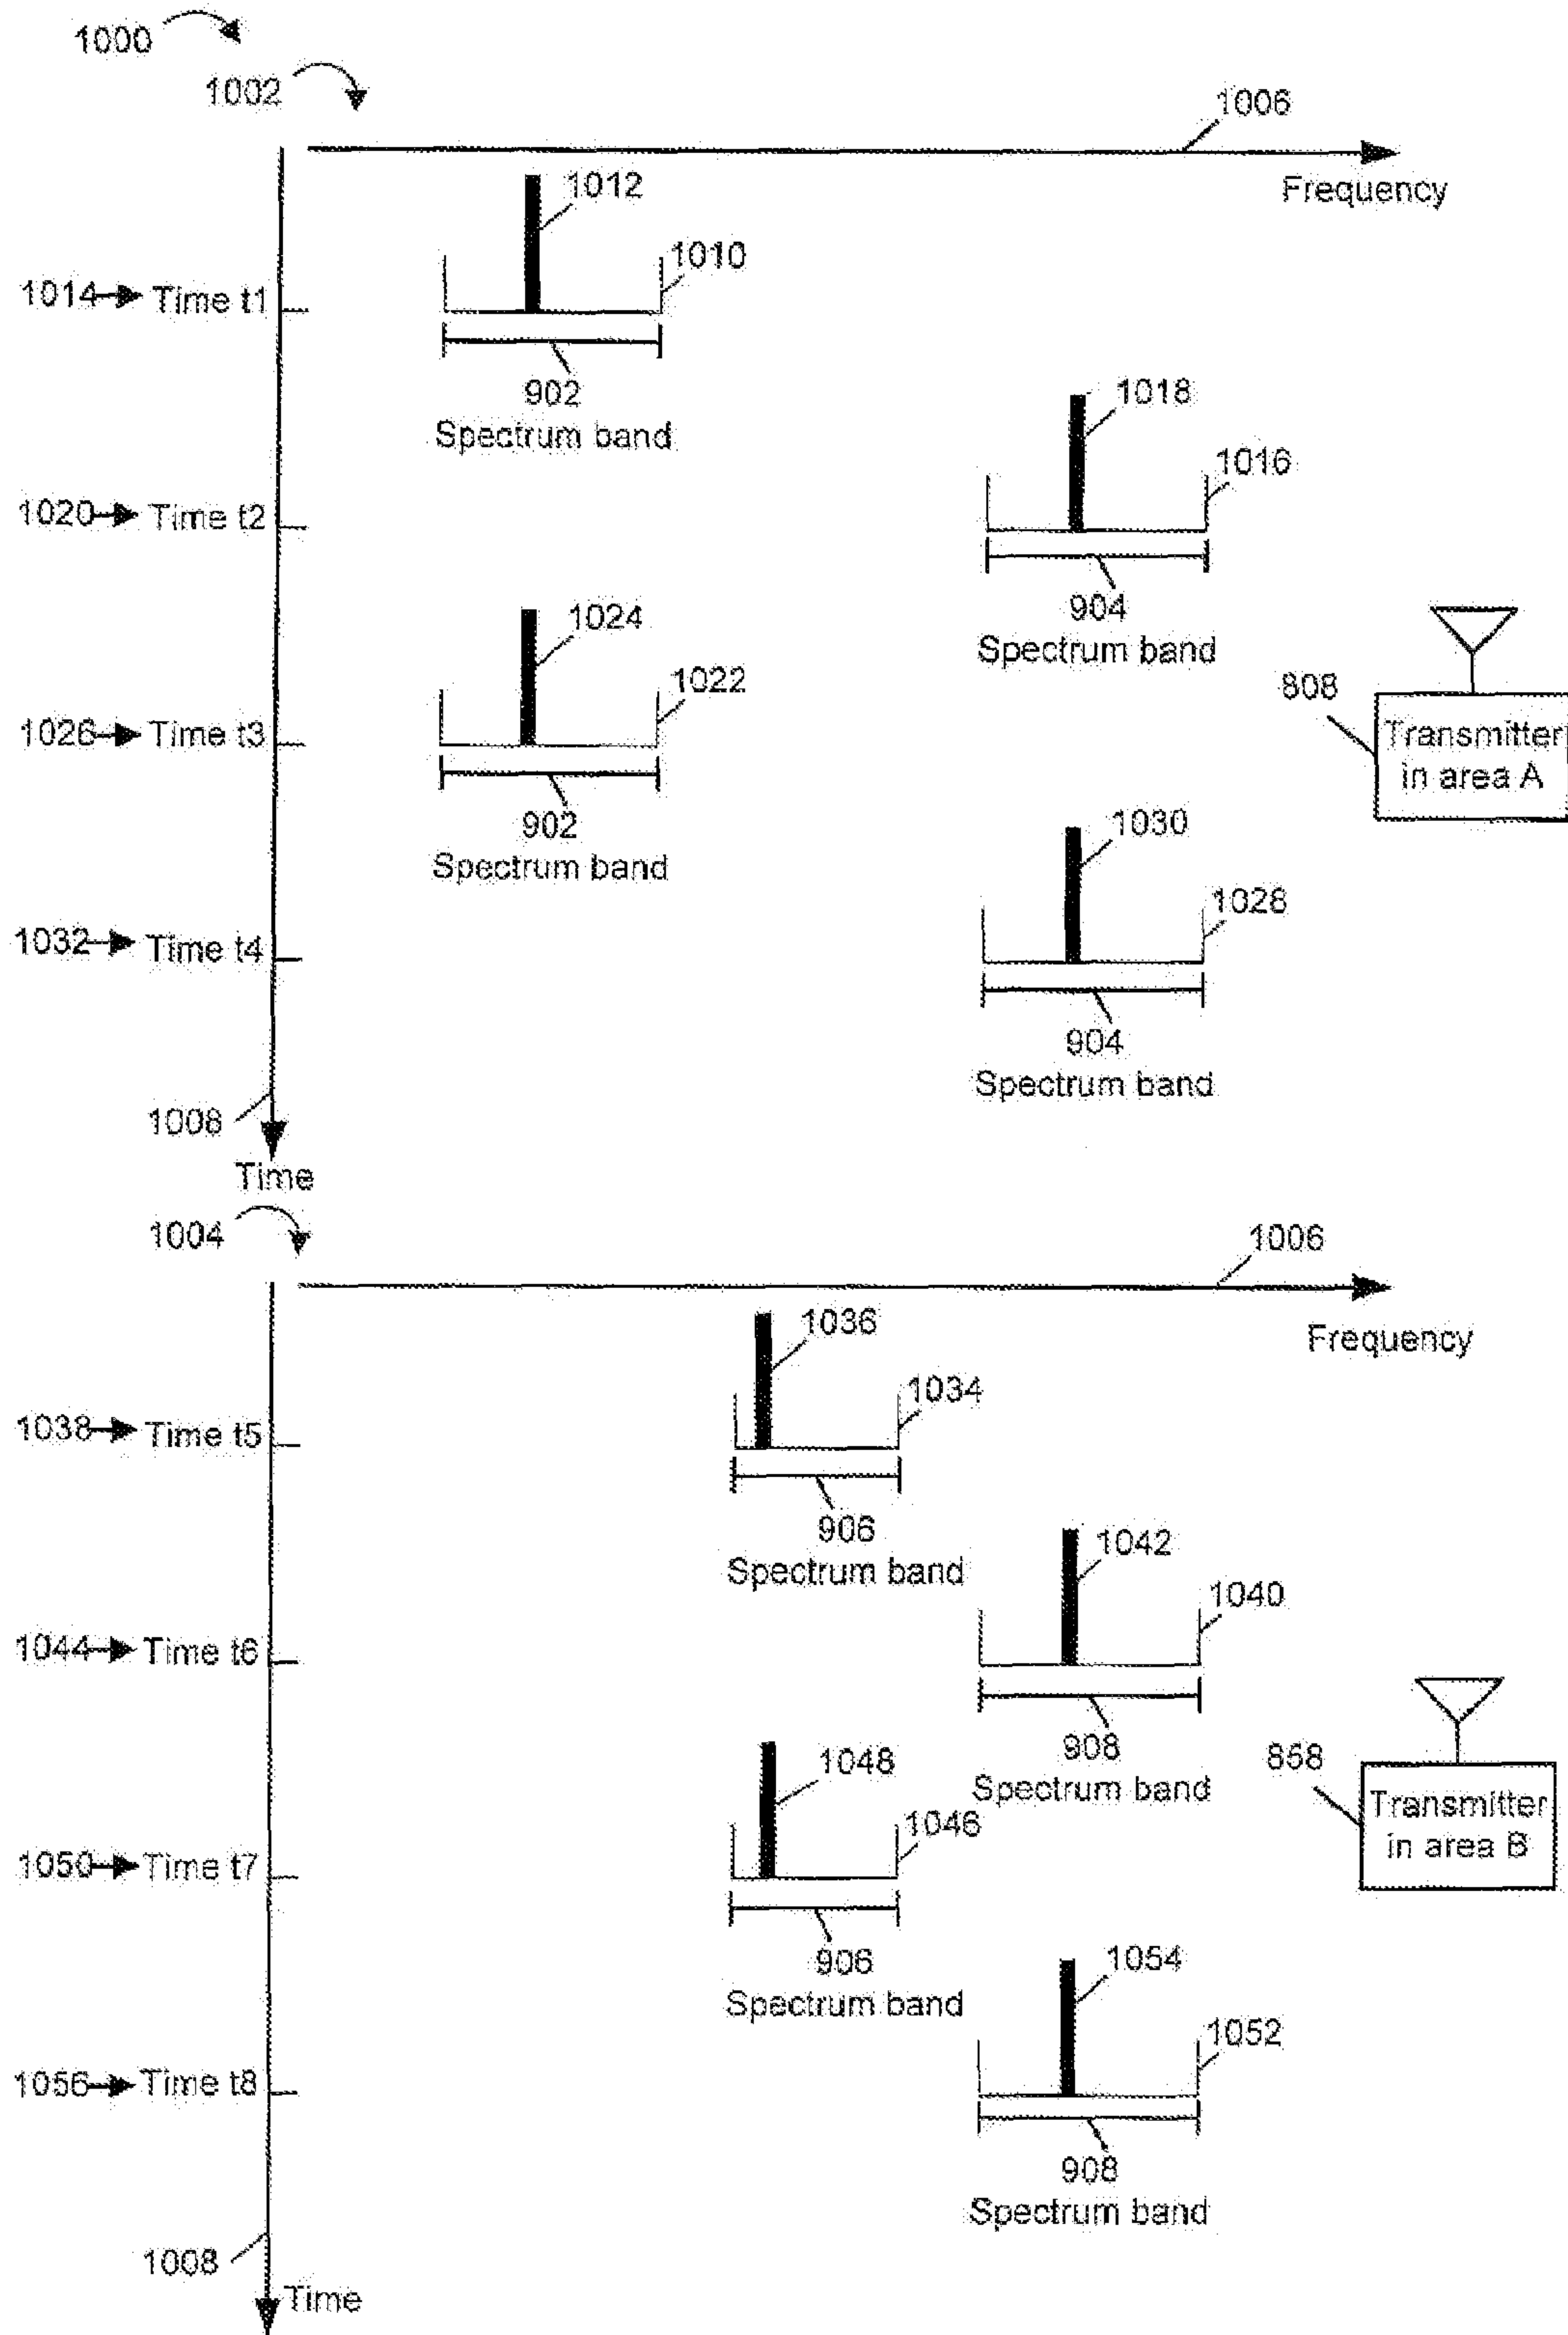 1000
1002
1006
Frequency
1012
1010
1014 Time t1
902
Spectrum band
1018
1016
1020 Time t2
904
Spectrum band
1024
1022
808
1026 Time t3
Transmitter
in area A
902
Spectrum band
1030
1028
1032 Time t4
904
Spectrum band
1008
Time
1004
1006
Frequency
1036
1034
1038 Time t5
906
Spectrum band
1042
1040
1044 Time t6
908
Spectrum band
858
1048
1046
Transmitter
in area B
1050 Time t7
906
Spectrum band
1054
1052
1056 Time t8
908
Spectrum band
1008
Time